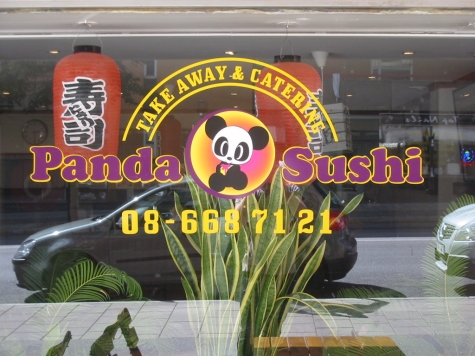 TAKE AWAY & CATERING
Panda Sushi
08-668 71 21
寿司